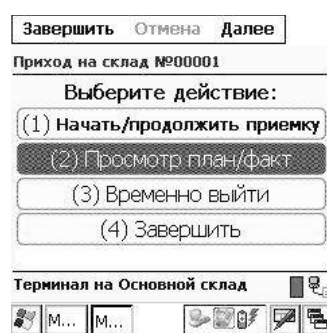 Завершить Отмена Далее
Приход на склад №00001
Выберите действие:
(1) Начать/продолжить приемку
(2) Просмотр план/факт
(3) Временно выйти
(4) Завершить
Терминал на Основной склад
М... М...